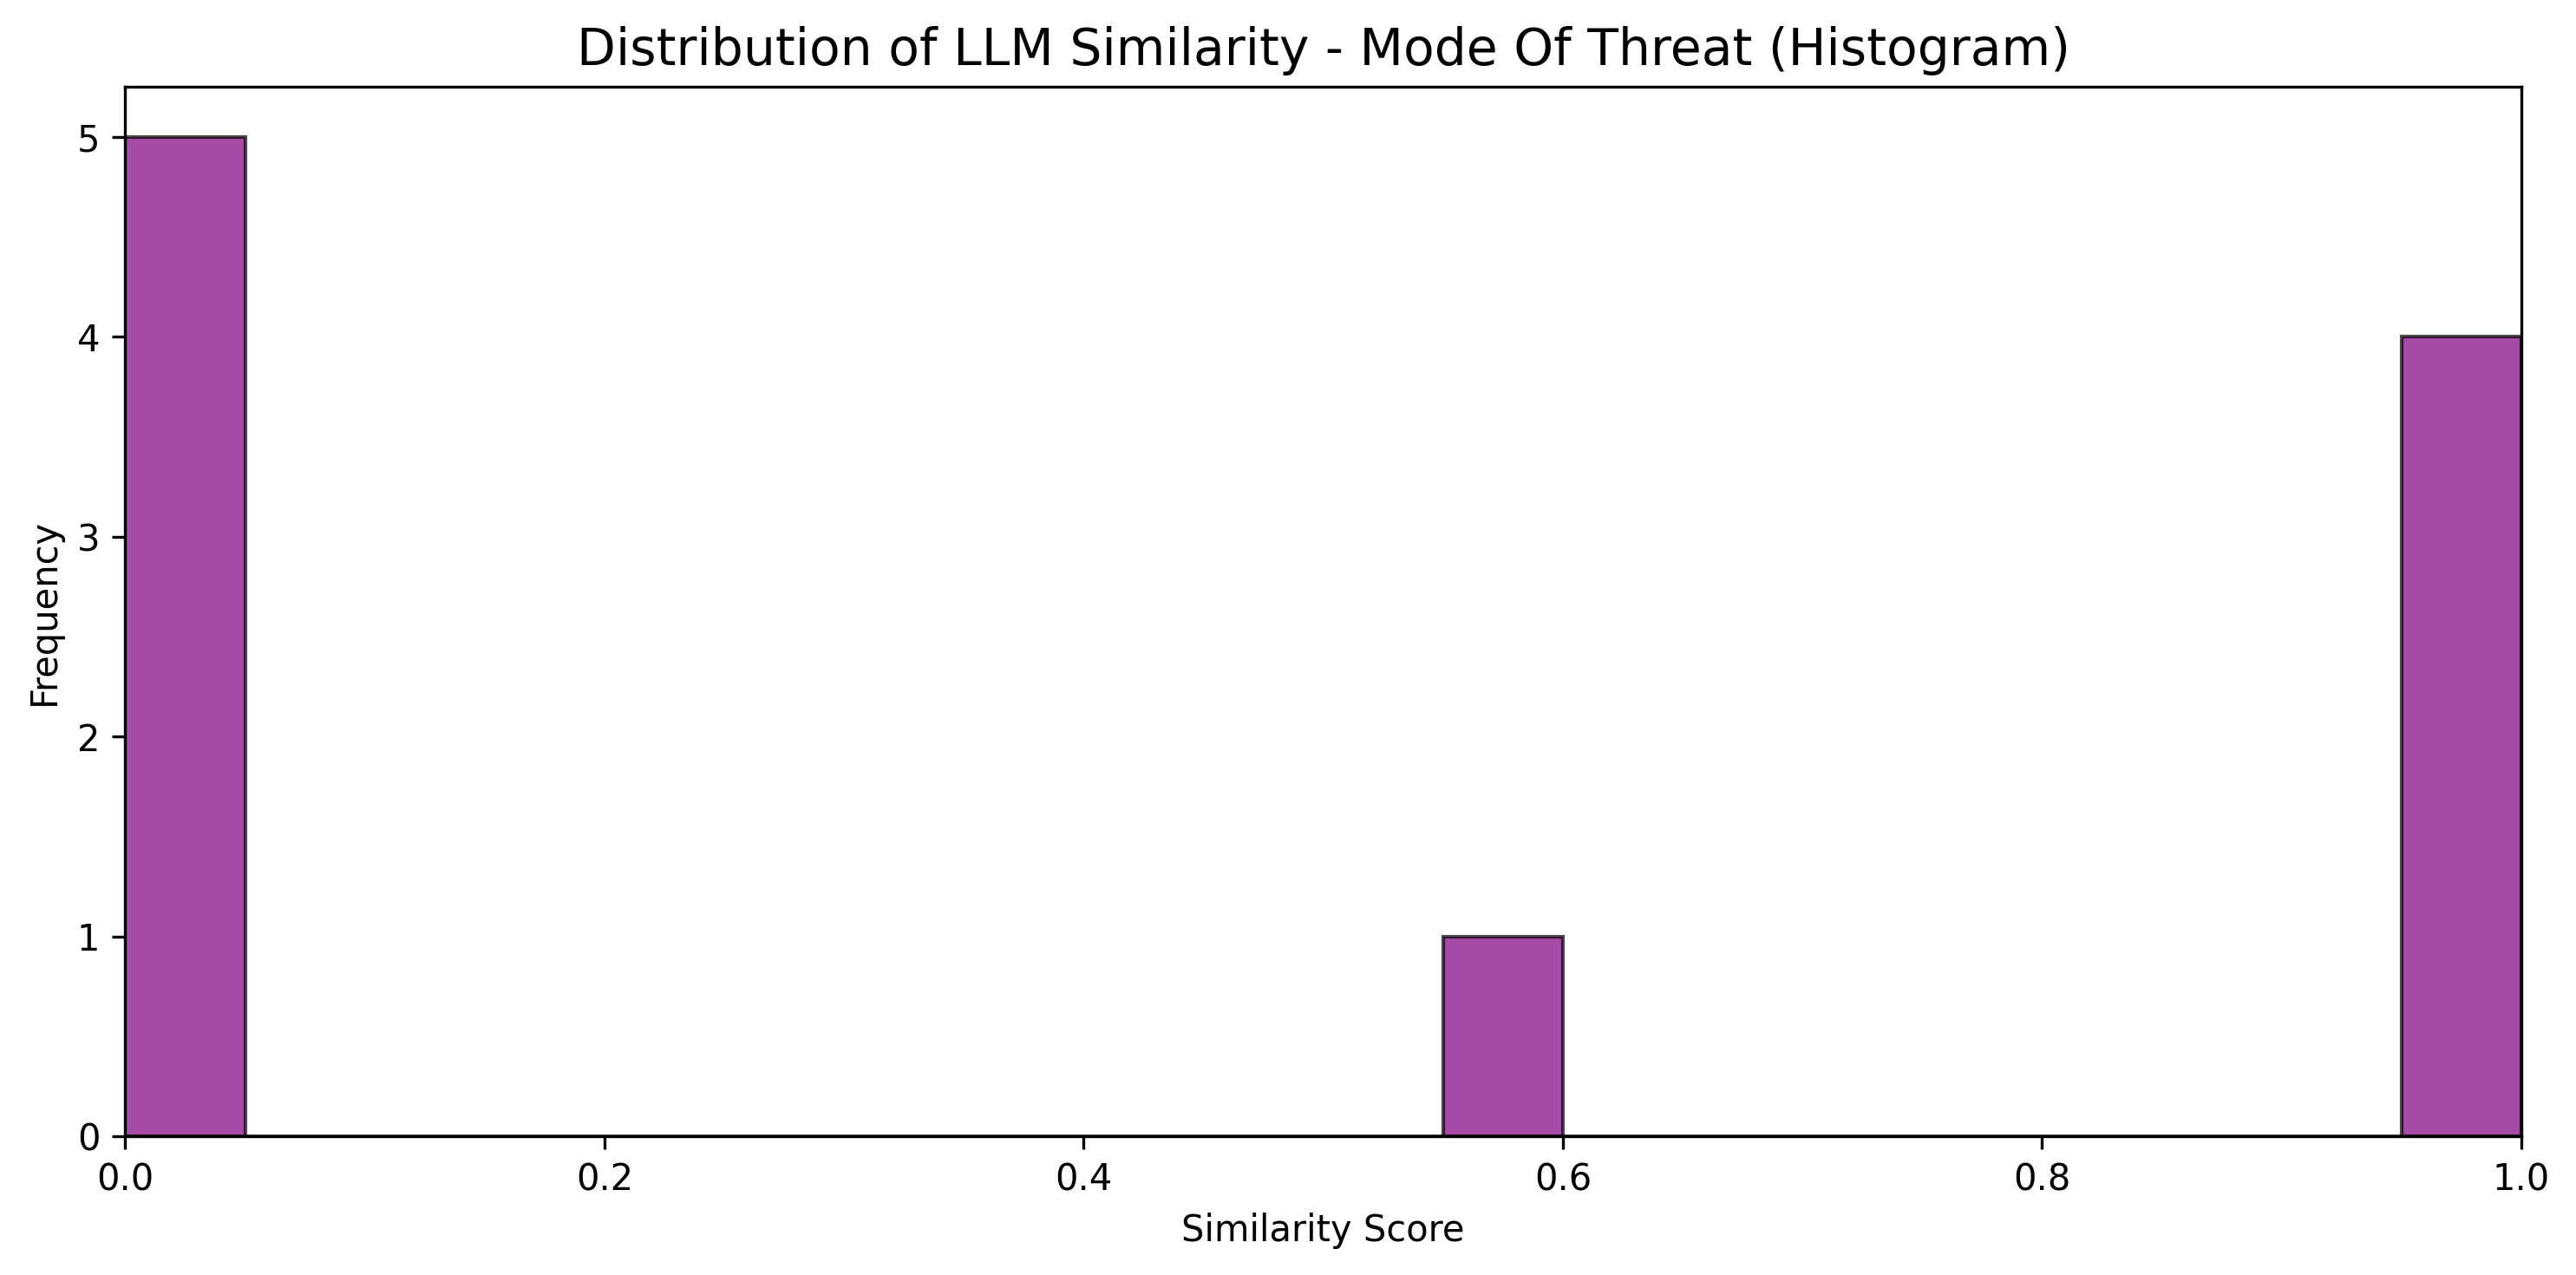 Distribution of LLM Similarity - Mode Of Threat (Histogram)
Frequency
5
4
3
2
1
0
0.0 0.2 0.4 0.6 0.8 1.0
Similarity Score